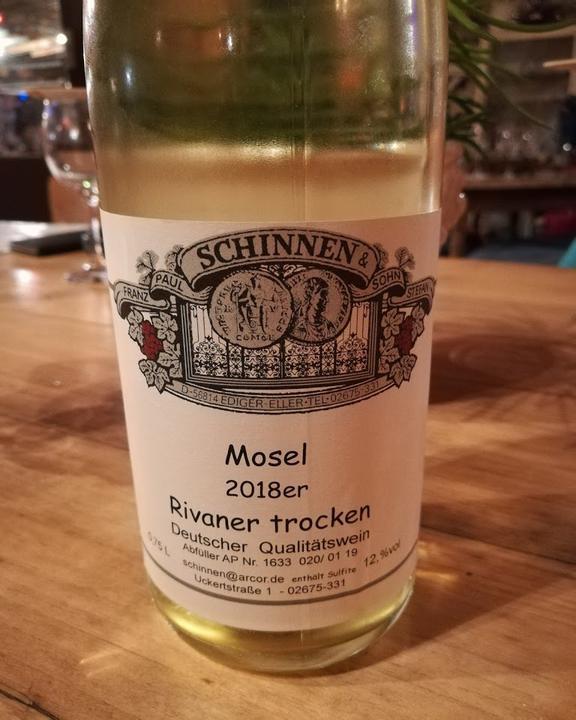 SCHINNEN &
FRANZ PAUL SOHN STEFAN
D-56814 EDIGER-ELLER-TEL-02675-331
Mosel
2018er
Rivaner trocken
Deutscher Qualitätswein
0,75 L Abfüller AP Nr. 1633 020/ 01 19 12,%vol
schinnen@arcor.de enthält Sulfite
Uckertstraße 1 - 02675-331